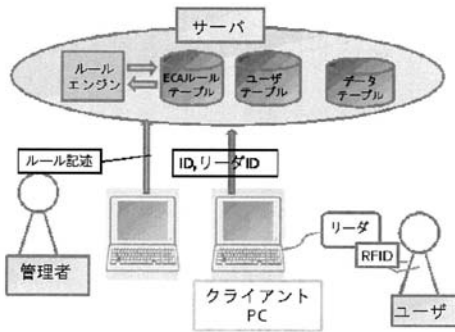 サーバ
ルール
エンジン
ECAルール
テーブル
ユーザ
テーブル
データ
テーブル
ルール記述
ID,リーダID
リーダ
RFID
管理者
クライアント
PC
ユーザ